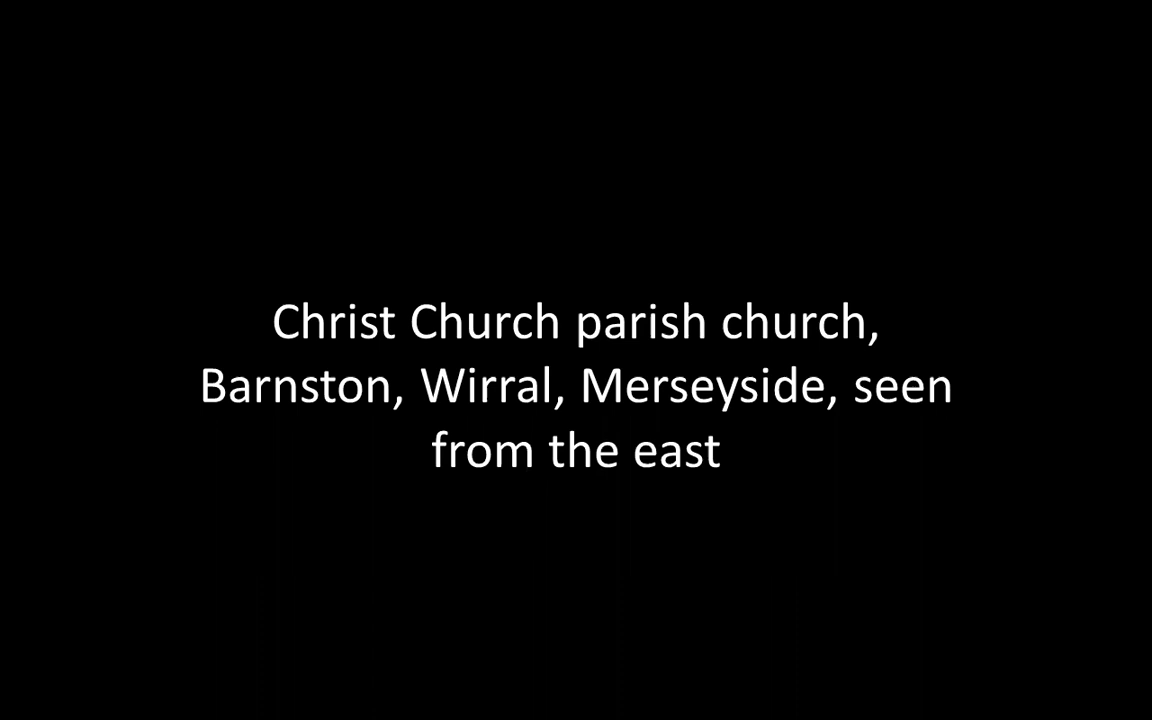 Christ Church parish church,
Barnston, Wirral, Merseyside, seen
from the east